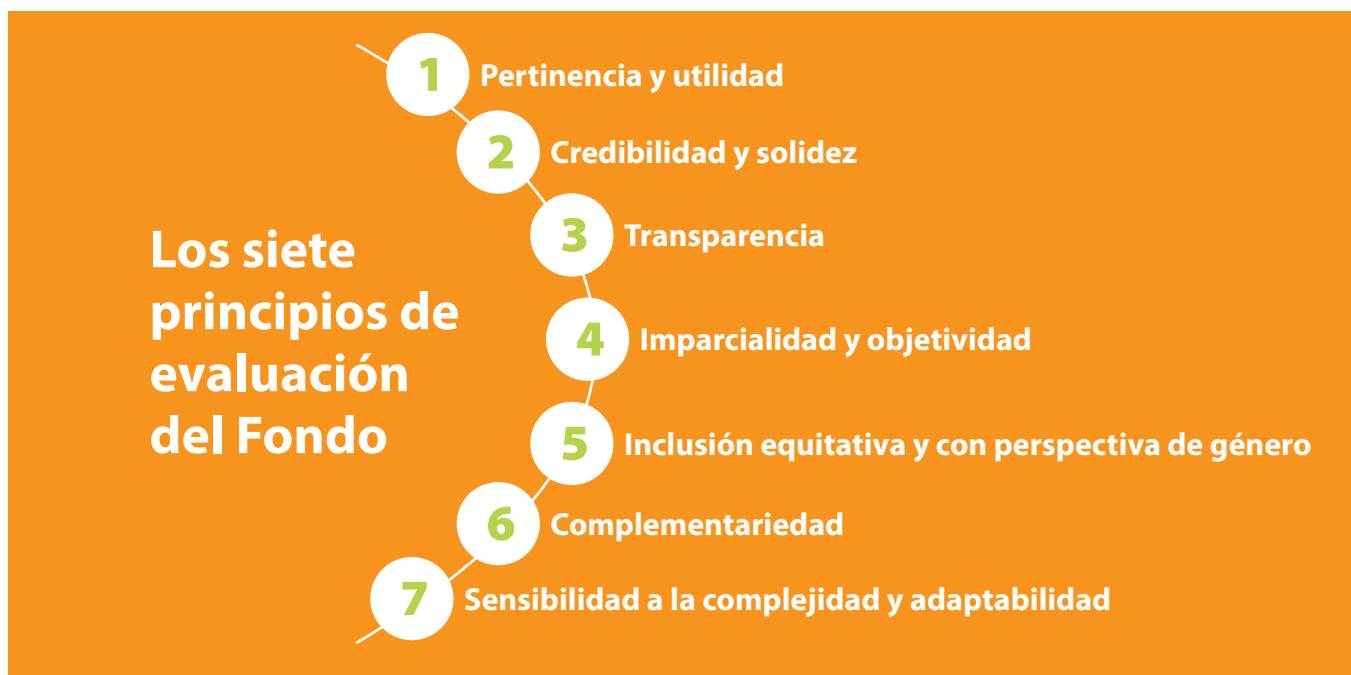 Los siete
principios de
evaluación
del Fondo
1 Pertinencia y utilidad
2 Credibilidad y solidez
3 Transparencia
4 Imparcialidad y objetividad
5 Inclusión equitativa y con perspectiva de género
6 Complementariedad
7 Sensibilidad a la complejidad y adaptabilidad